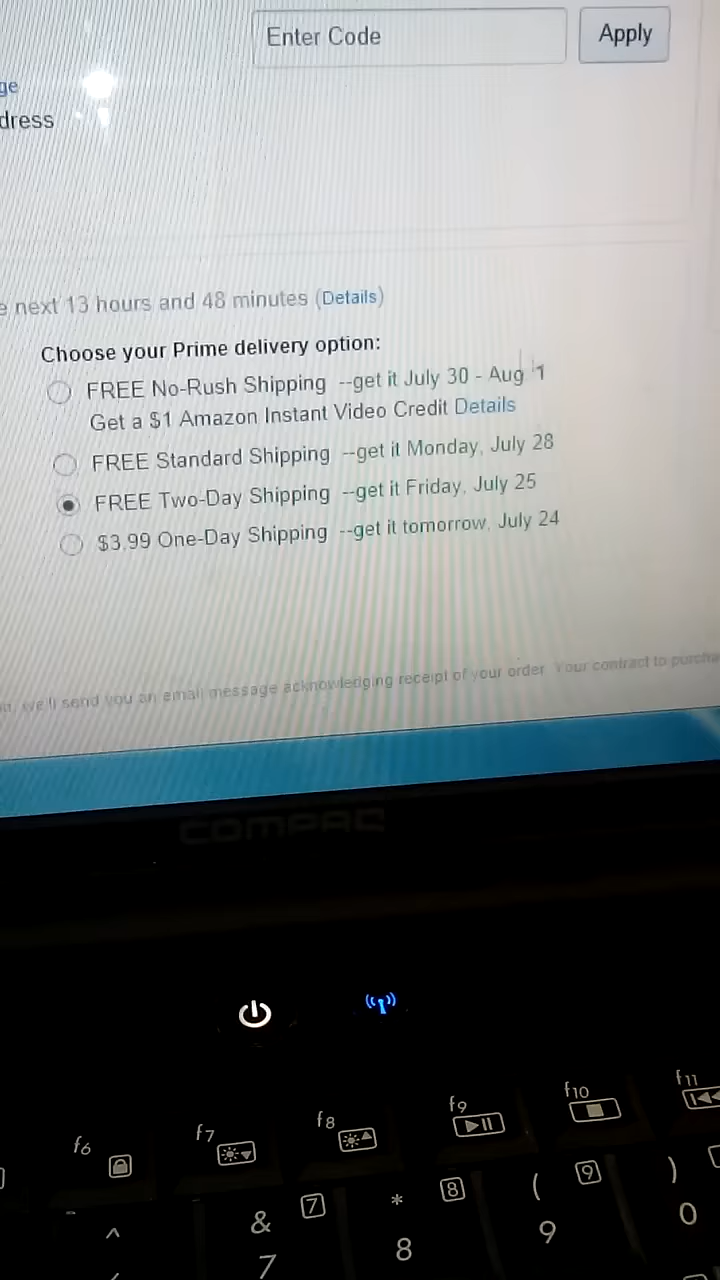 Enter Code
Apply
ge
dress
e next 13 hours and 48 minutes (Details)
Choose your Prime delivery option:
FREE No-Rush Shipping --get it July 30 - Aug 1
Get a $1 Amazon Instant Video Credit Details
FREE Standard Shipping --get it Monday, July 28
FREE Two-Day Shipping --get it Friday, July 25
$3.99 One-Day Shipping --get it tomorrow, July 24
we'll send you an email message acknowledging receipt of your order. Your contract to purcha
COMPAQ
f6 f7 f8 f9 f10 f11
^ & 7 * 8 ( 9 )
7 8 9 0